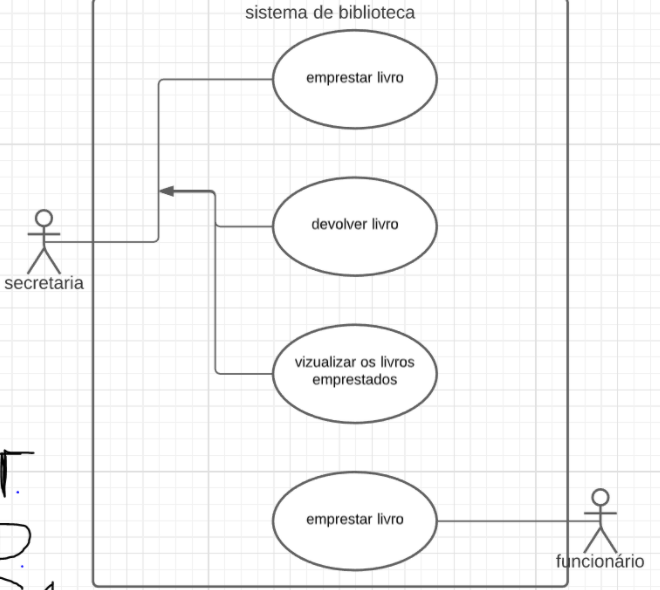 sistema de biblioteca
emprestar livro
devolver livro
secretaria
vizualizar os livros
emprestados
emprestar livro
funcionário